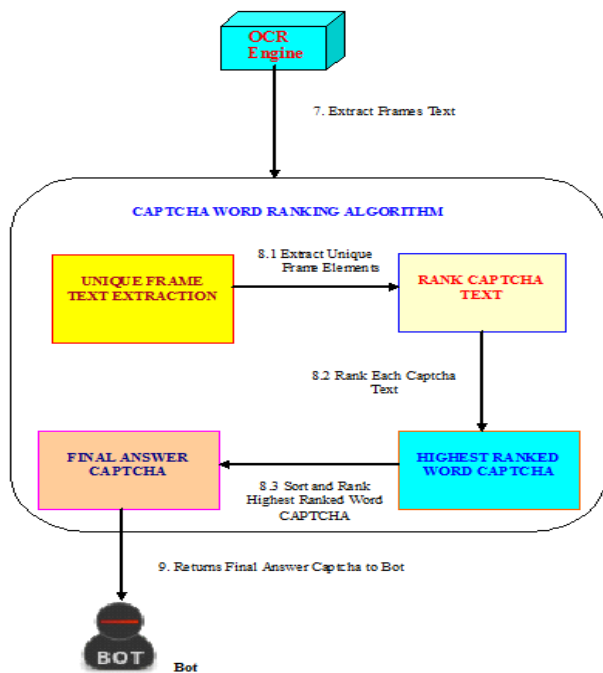 OCR
Engine
7. Extract Frames Text
CAPTCHA WORD RANKING ALGORITHM
8.1 Extract Unique
Frame Elements
UNIQUE FRAME
TEXT EXTRACTION
RANK CAPTCHA
TEXT
8.2 Rank Each Captcha
Text
FINAL ANSWER
CAPTCHA
HIGHEST RANKED
WORD CAPTCHA
8.3 Sort and Rank
Highest Ranked Word
CAPTCHA
9. Returns Final Answer Captcha to Bot
BOT
Bot